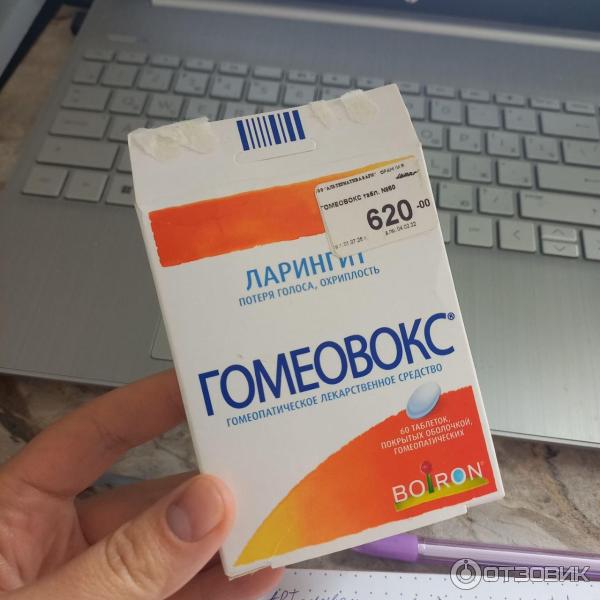 ГОМЕОВОКС табл. №60
620-00
ЛАРИНГИТ
ПОТЕРЯ ГОЛОСА, ОХРИПЛОСТЬ
ГОМЕОВОКС®
ГОМЕОПАТИЧЕСКОЕ ЛЕКАРСТВЕННОЕ СРЕДСТВО
60 ТАБЛЕТОК,
ПОКРЫТЫХ ОБОЛОЧКОЙ,
ГОМЕОПАТИЧЕСКИХ
BOIRON®
ОТЗОВИК